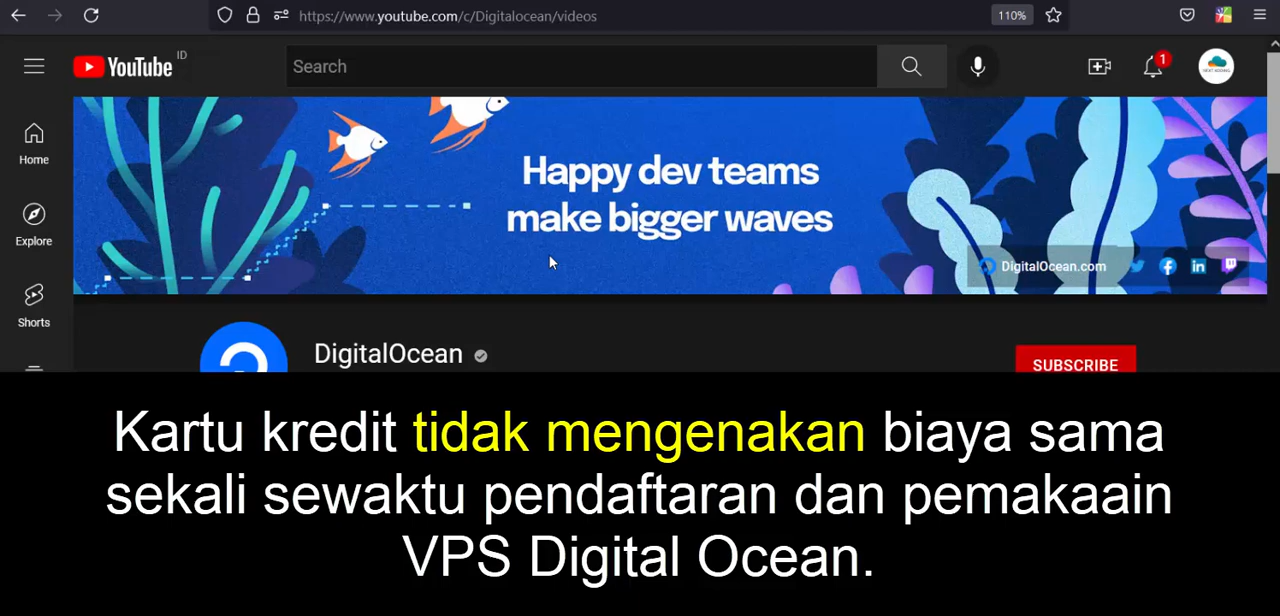 https://www.youtube.com/c/Digitalocean/videos
110%
YouTube ID
Search
1
Home
Happy dev teams
make bigger waves
Explore
DigitalOcean.com
Shorts
DigitalOcean
SUBSCRIBE
Kartu kredit tidak mengenakan biaya sama
sekali sewaktu pendaftaran dan pemakaain
VPS Digital Ocean.